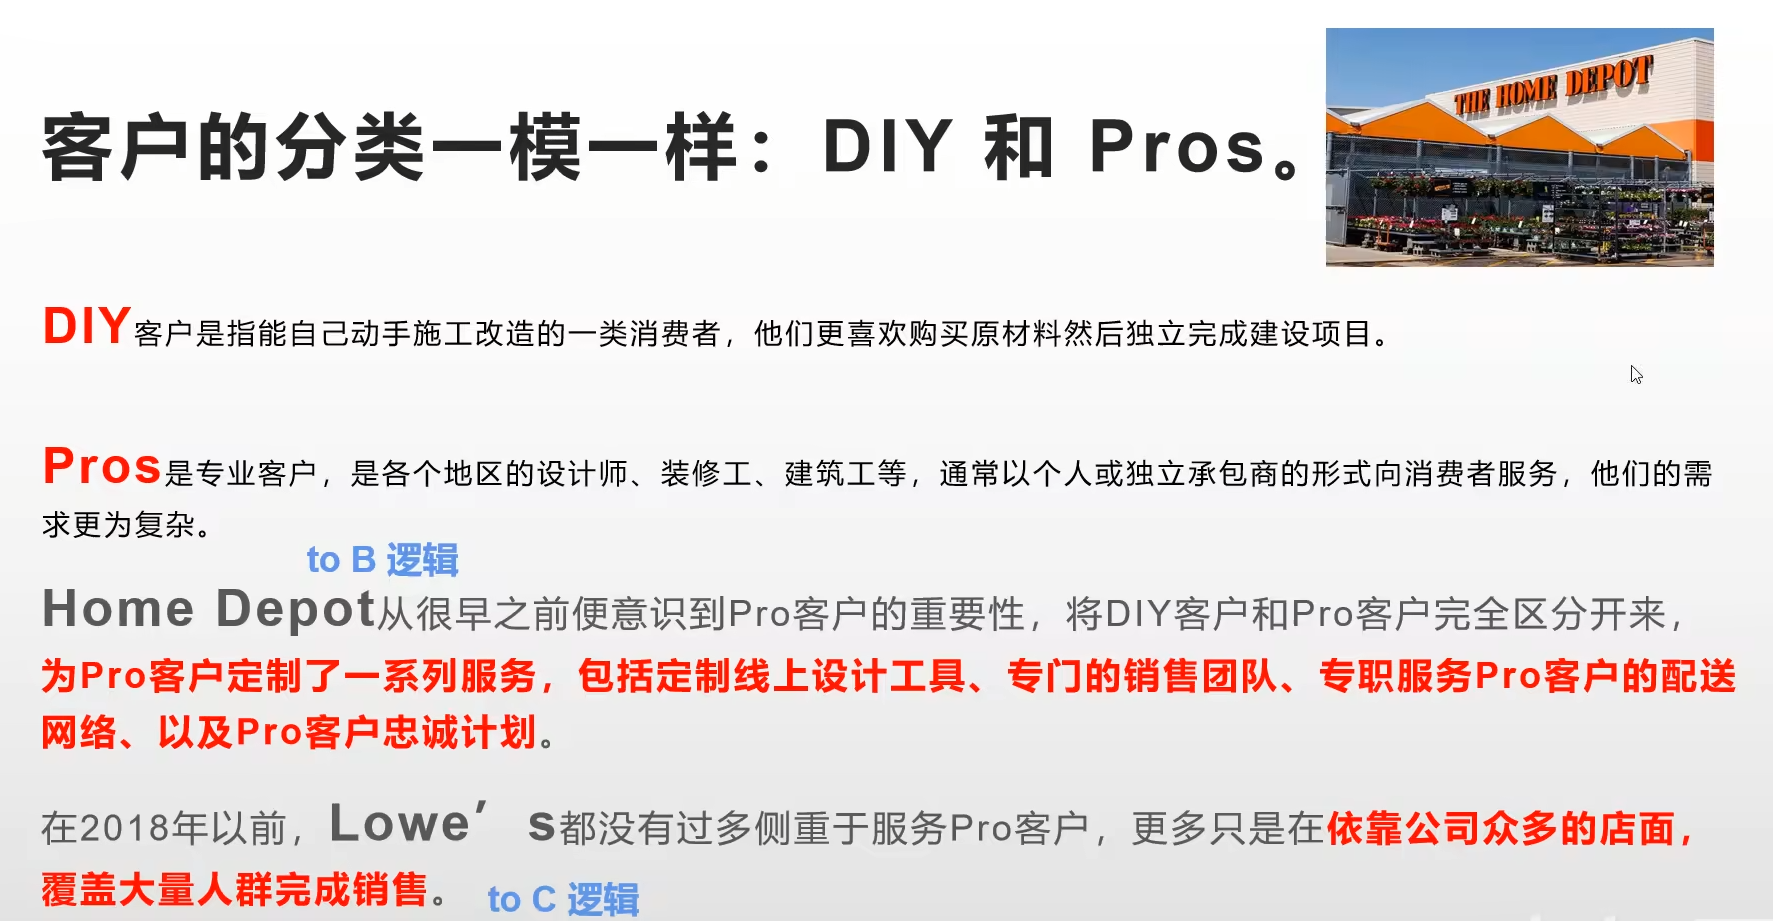 THE HOME DEPOT
客户的分类一模一样：DIY 和 Pros。
DIY客户是指能自己动手施工改造的一类消费者，他们更喜欢购买原材料然后独立完成建设项目。
Pros是专业客户，是各个地区的设计师、装修工、建筑工等，通常以个人或独立承包商的形式向消费者服务，他们的需
求更为复杂。
to B 逻辑
Home Depot从很早之前便意识到Pro客户的重要性，将DIY客户和Pro客户完全区分开来，
为Pro客户定制了一系列服务，包括定制线上设计工具、专门的销售团队、专职服务Pro客户的配送
网络、以及Pro客户忠诚计划。
在2018年以前，Lowe’s都没有过多侧重于服务Pro客户，更多只是在依靠公司众多的店面，
覆盖大量人群完成销售。
to C 逻辑